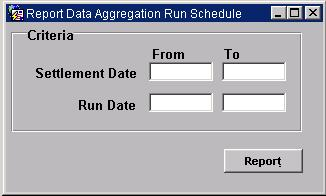 Report Data Aggregation Run Schedule
Criteria
From To
Settlement Date
Run Date
Report